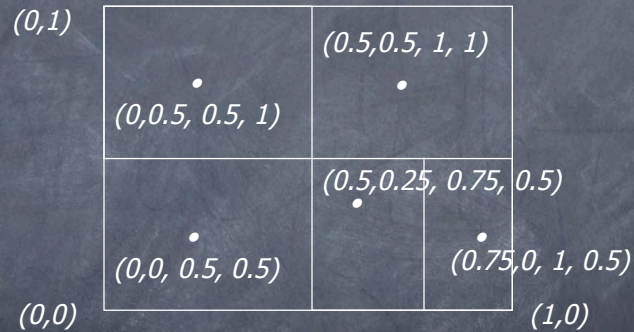 (0,1)
(0.5,0.5, 1, 1)
(0,0.5, 0.5, 1)
(0.5,0.25, 0.75, 0.5)
(0,0, 0.5, 0.5)
(0.75,0, 1, 0.5)
(0,0)
(1,0)